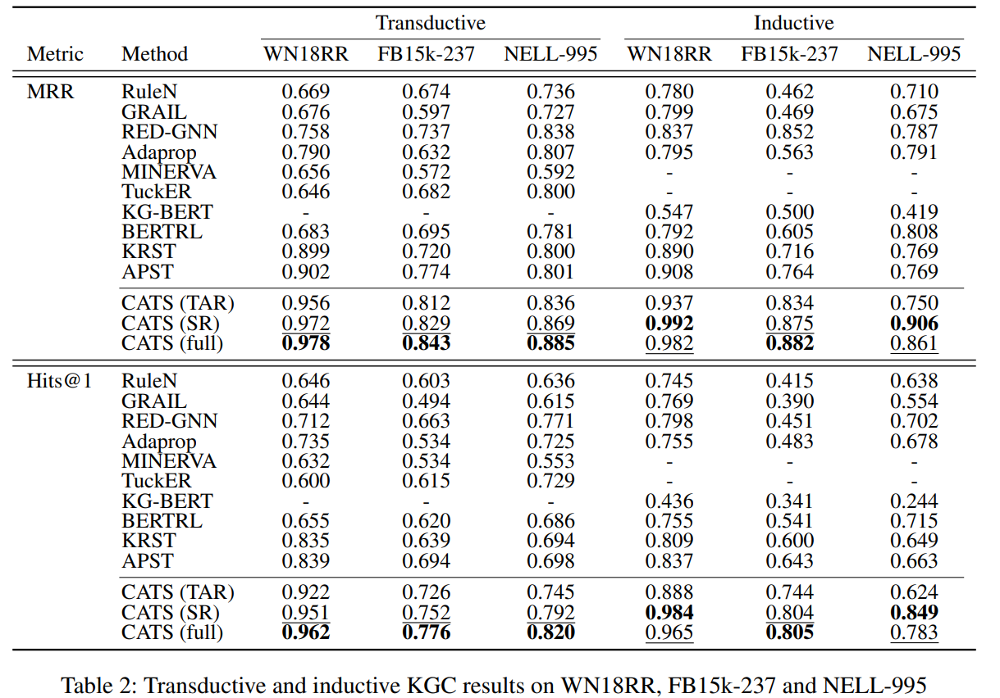 Transductive Inductive
Metric Method WN18RR FB15k-237 NELL-995 WN18RR FB15k-237 NELL-995
MRR RuleN 0.669 0.674 0.736 0.780 0.462 0.710
GRAIL 0.676 0.597 0.727 0.799 0.469 0.675
RED-GNN 0.758 0.737 0.838 0.837 0.852 0.787
Adaprop 0.790 0.632 0.807 0.795 0.563 0.791
MINERVA 0.656 0.572 0.592 - - -
TuckER 0.646 0.682 0.800 - - -
KG-BERT - - - 0.547 0.500 0.419
BERTRL 0.683 0.695 0.781 0.792 0.605 0.808
KRST 0.899 0.720 0.800 0.890 0.716 0.769
APST 0.902 0.774 0.801 0.908 0.764 0.769
CATS (TAR) 0.956 0.812 0.836 0.937 0.834 0.750
CATS (SR) 0.972 0.829 0.869 0.992 0.875 0.906
CATS (full) 0.978 0.843 0.885 0.982 0.882 0.861
Hits@1 RuleN 0.646 0.603 0.636 0.745 0.415 0.638
GRAIL 0.644 0.494 0.615 0.769 0.390 0.554
RED-GNN 0.712 0.663 0.771 0.798 0.451 0.702
Adaprop 0.735 0.534 0.725 0.755 0.483 0.678
MINERVA 0.632 0.534 0.553 - - -
TuckER 0.600 0.615 0.729 - - -
KG-BERT - - - 0.436 0.341 0.244
BERTRL 0.655 0.620 0.686 0.755 0.541 0.715
KRST 0.835 0.639 0.694 0.809 0.600 0.649
APST 0.839 0.694 0.698 0.837 0.643 0.663
CATS (TAR) 0.922 0.726 0.745 0.888 0.744 0.624
CATS (SR) 0.951 0.752 0.792 0.984 0.804 0.849
CATS (full) 0.962 0.776 0.820 0.965 0.805 0.783
Table 2: Transductive and inductive KGC results on WN18RR, FB15k-237 and NELL-995